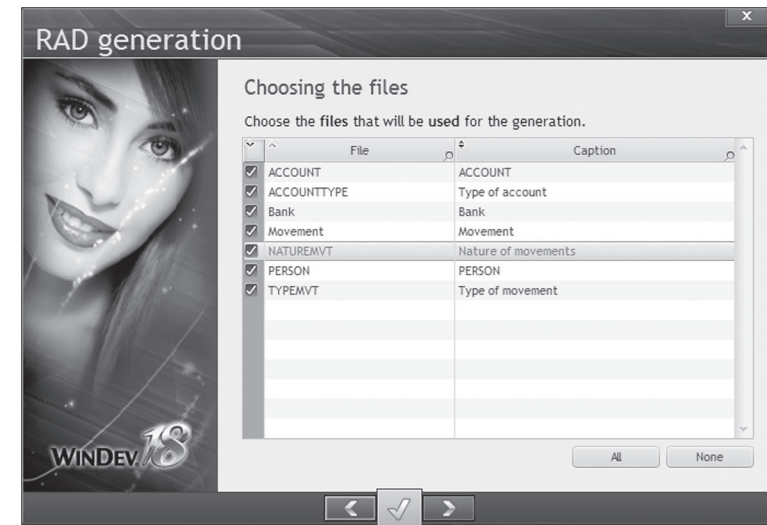 x
RAD generation
Choosing the files
Choose the files that will be used for the generation.
File Caption
ACCOUNT ACCOUNT
ACCOUNTTYPE Type of account
Bank Bank
Movement Movement
NATUREMVT Nature of movements
PERSON PERSON
TYPEMVT Type of movement
WINDEV 18
All None